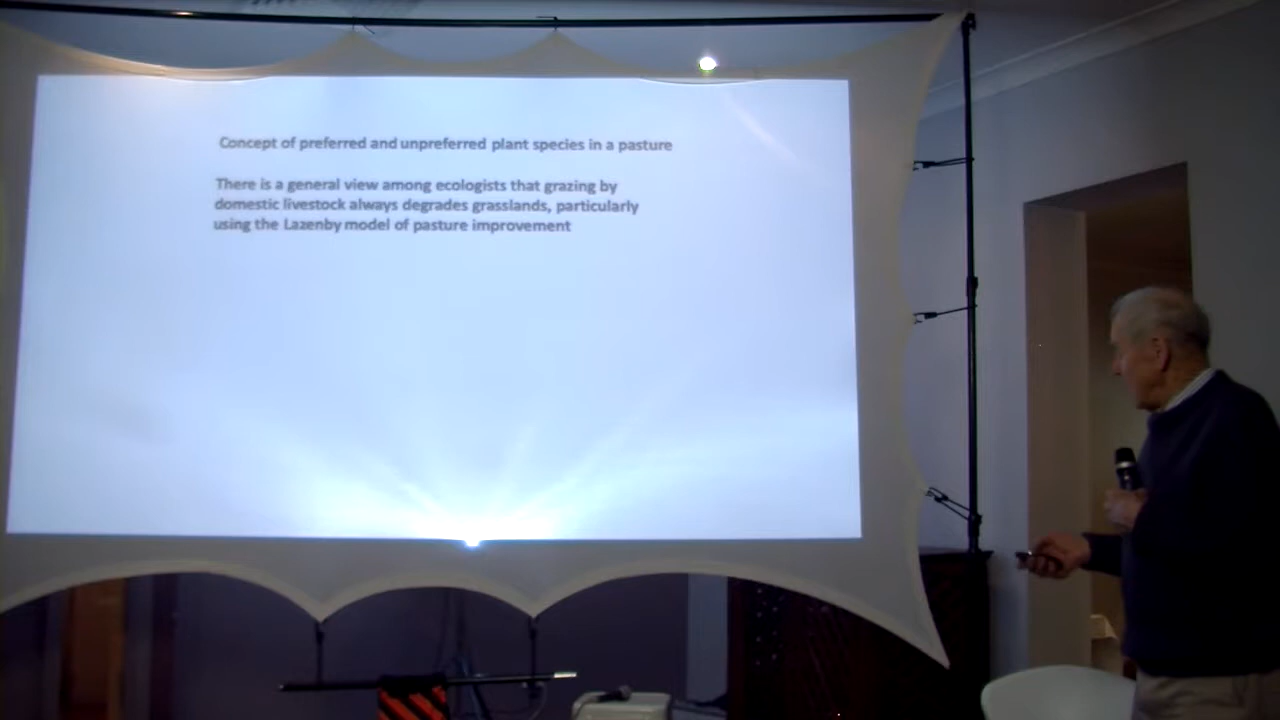 Concept of preferred and unpreferred plant species in a pasture
There is a general view among ecologists that grazing by
domestic livestock always degrades grasslands, particularly
using the Lazenby model of pasture improvement